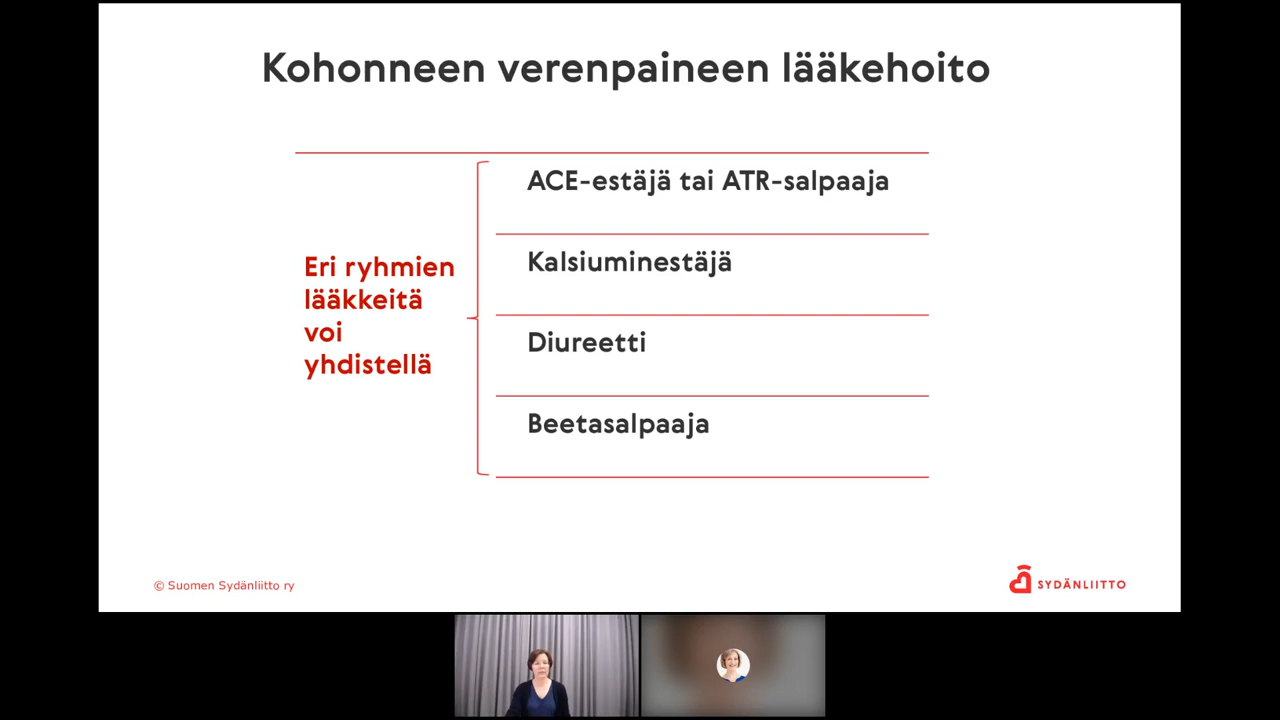 Kohonneen verenpaineen lääkehoito
Eri ryhmien
lääkkeitä
voi
yhdistellä
ACE-estäjä tai ATR-salpaaja
Kalsiuminestäjä
Diureetti
Beetasalpaaja
© Suomen Sydänliitto ry
SYDÄNLIITTO